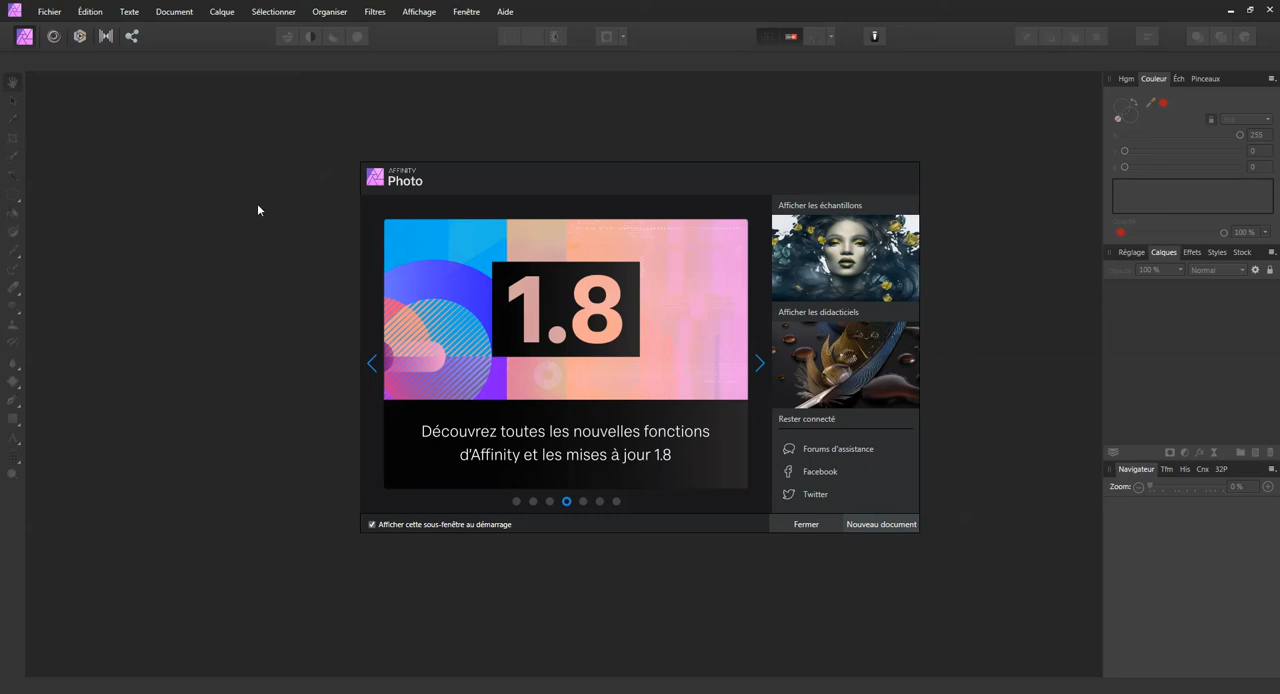 Fichier Édition Texte Document Calque Sélectionner Organiser Filtres Affichage Fenêtre Aide
Hgm Couleur Éch Pinceaux
255
0
0
Opacité
100 %
AFFINITY
Photo
1.8
Découvrez toutes les nouvelles fonctions
d'Affinity et les mises à jour 1.8
Afficher les échantillons
Afficher les didacticiels
Rester connecté
Forums d'assistance
Facebook
Twitter
Afficher cette sous-fenêtre au démarrage
Fermer
Nouveau document
Réglage Calques Effets Styles Stock
Opacité 100 % Normal
Navigateur Tfm His Cnx 32P
Zoom: 0 %